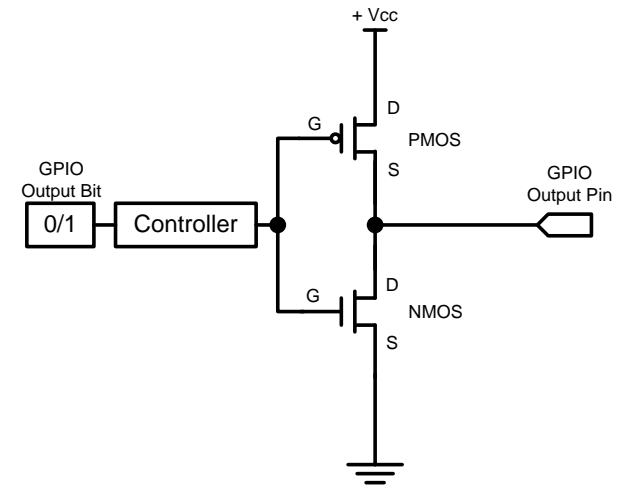 + Vcc
D
G
PMOS
S
GPIO
Output Bit
0/1
Controller
GPIO
Output Pin
D
G
NMOS
S